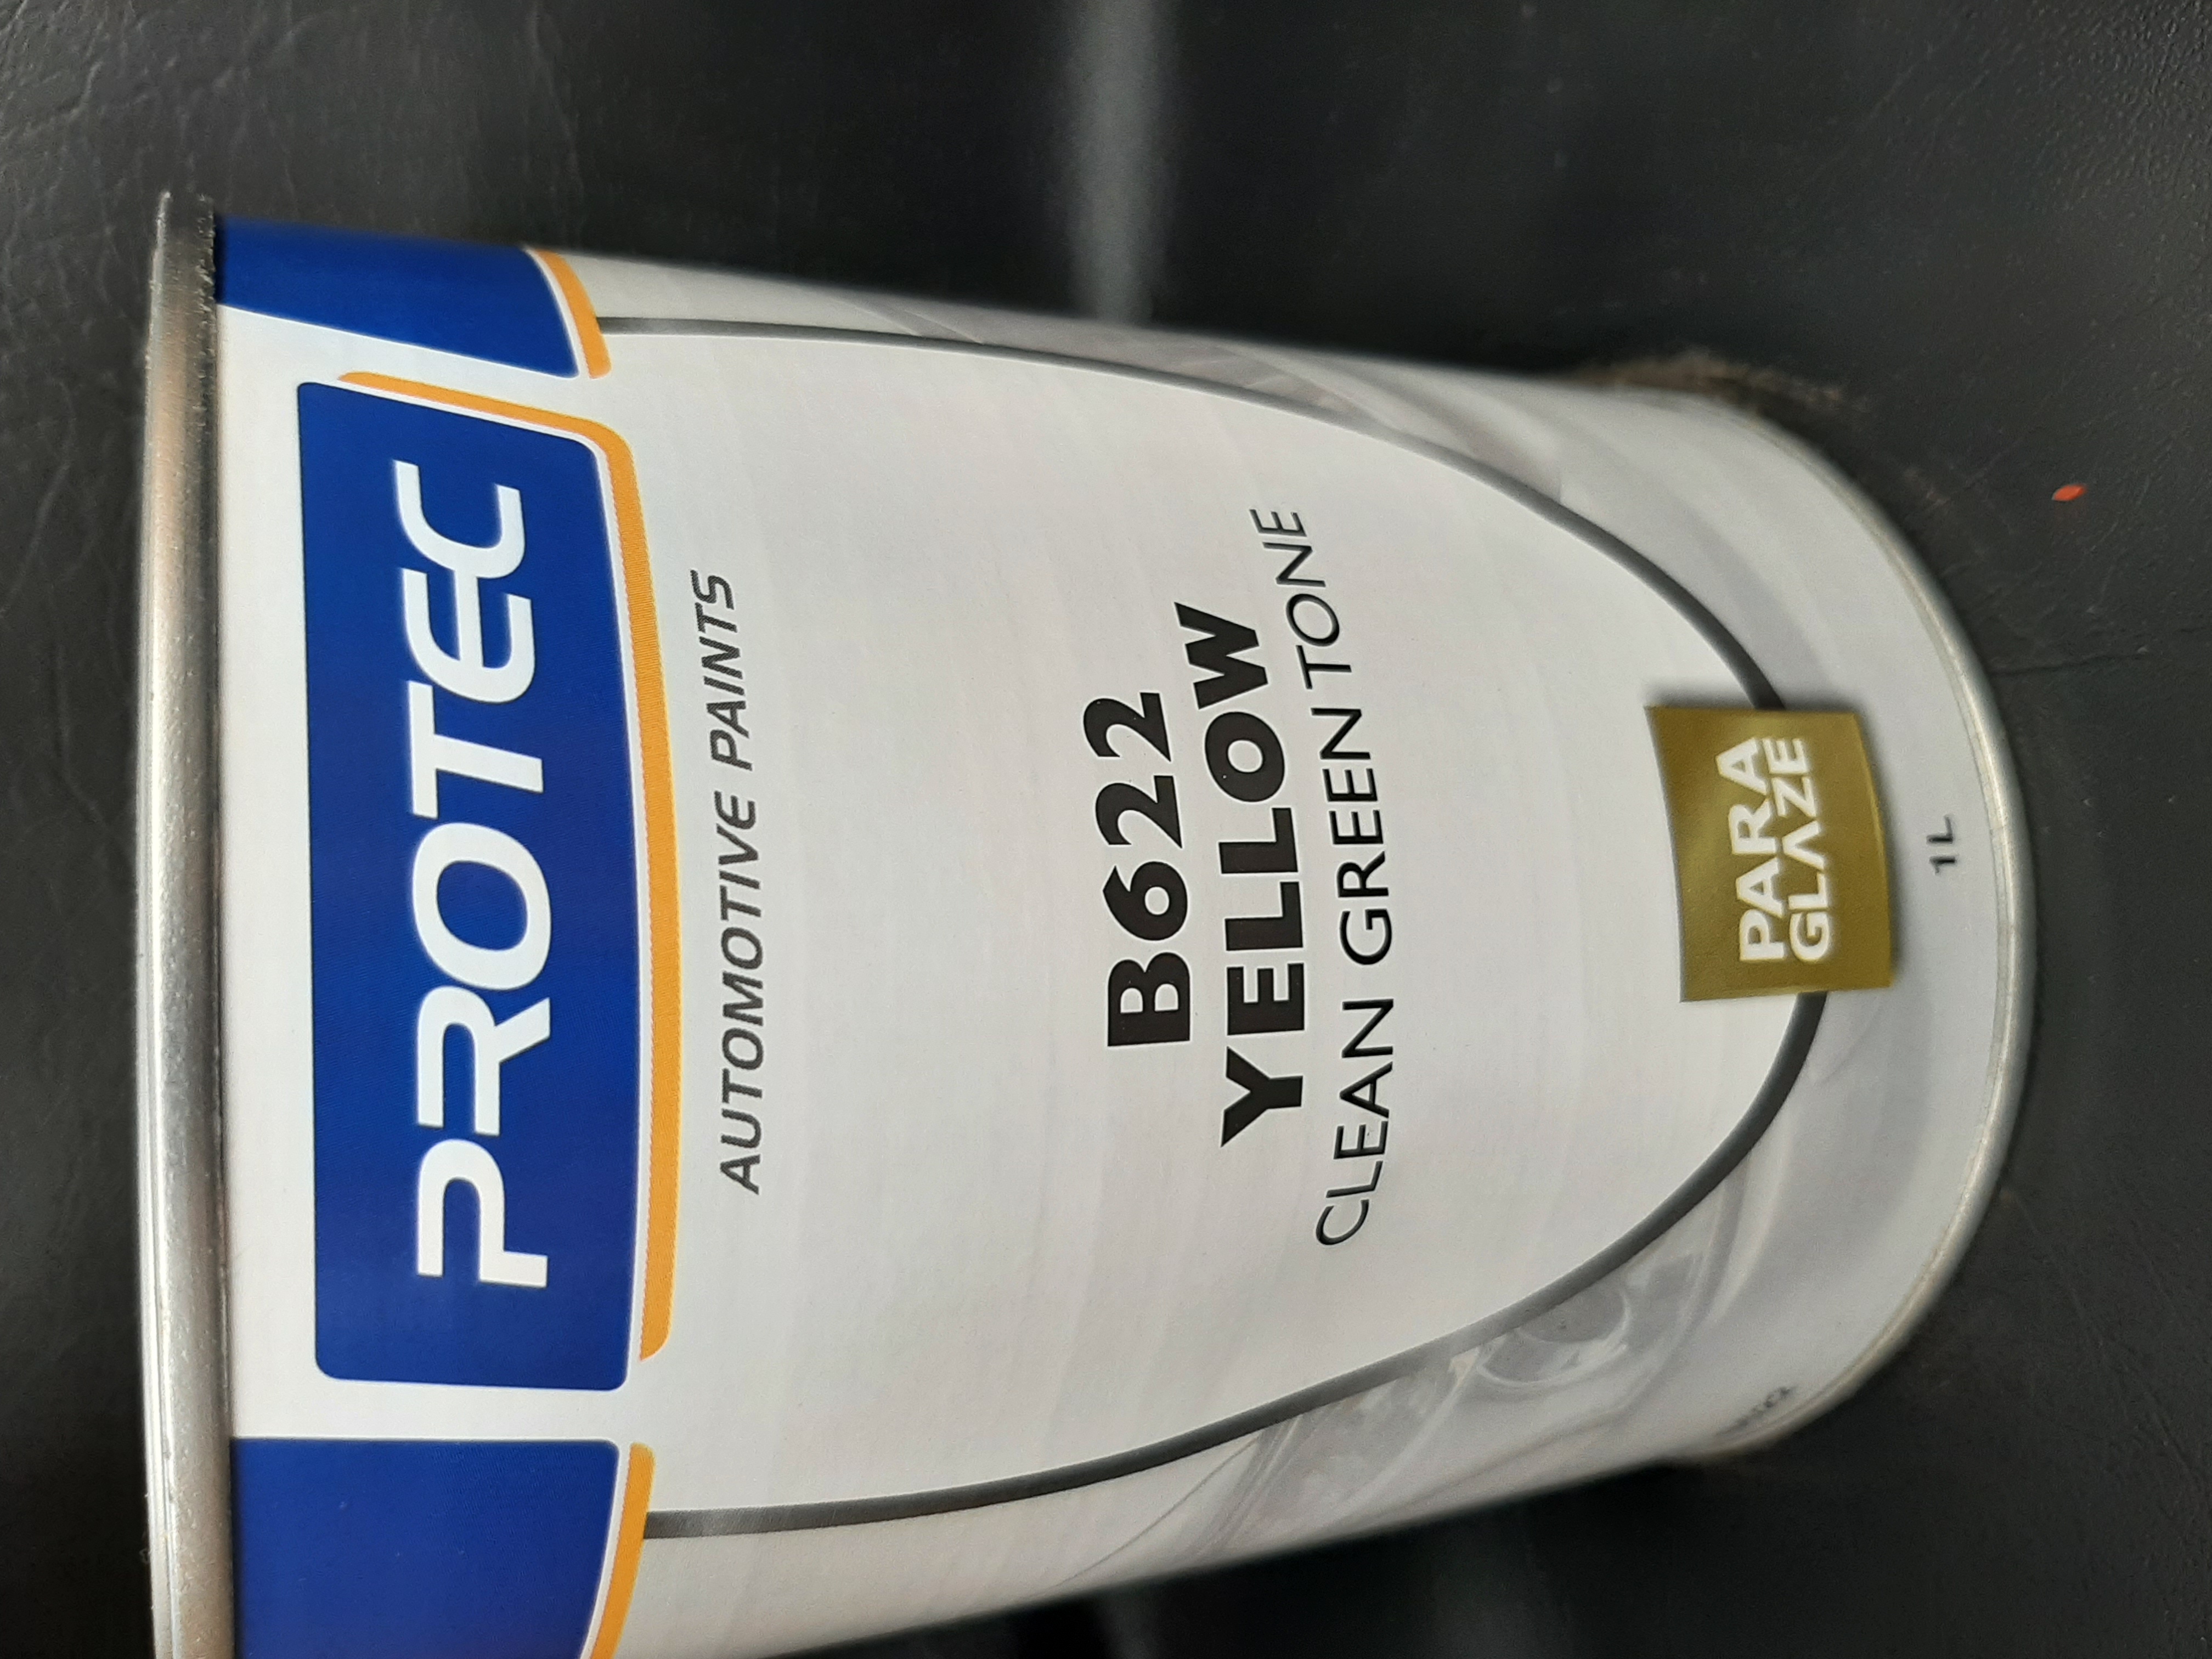 PROTEC
AUTOMOTIVE PAINTS
B622
YELLOW
CLEAN GREEN TONE
PARA
GLAZE
1L